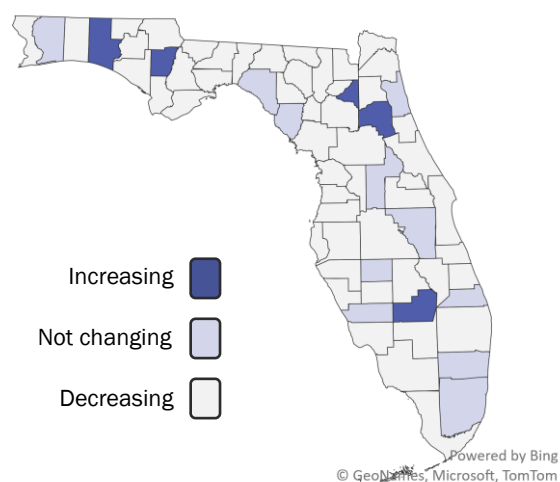 Increasing
Not changing
Decreasing
Powered by Bing
© GeoNames, Microsoft, TomTom